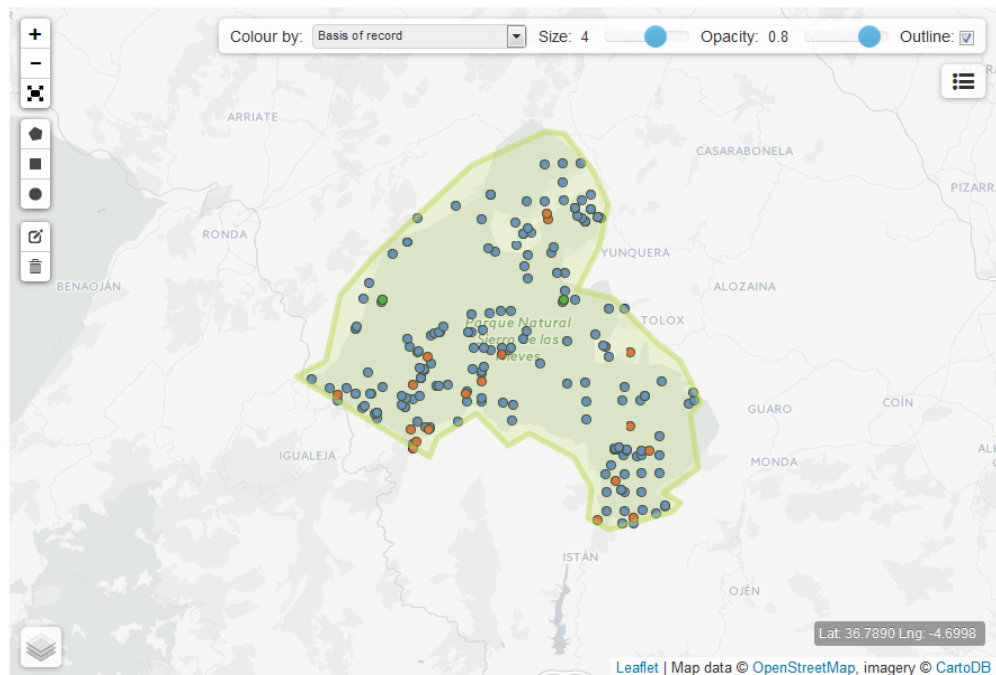 +
Colour by: Basis of record Size: 4 Opacity: 0.8 Outline:
−
ARRIATE
CASARABONELA
PIZARRA
RONDA
YUNQUERA
BENAOJÁN
ALOZAINA
Parque Natural
Sierra de las
Nieves
TOLOX
GUARO
COÍN
IGUALEJA
MONDA
ISTÁN
OJÉN
Lat: 36.7890 Lng: -4.6998
Leaflet | Map data © OpenStreetMap, imagery © CartoDB